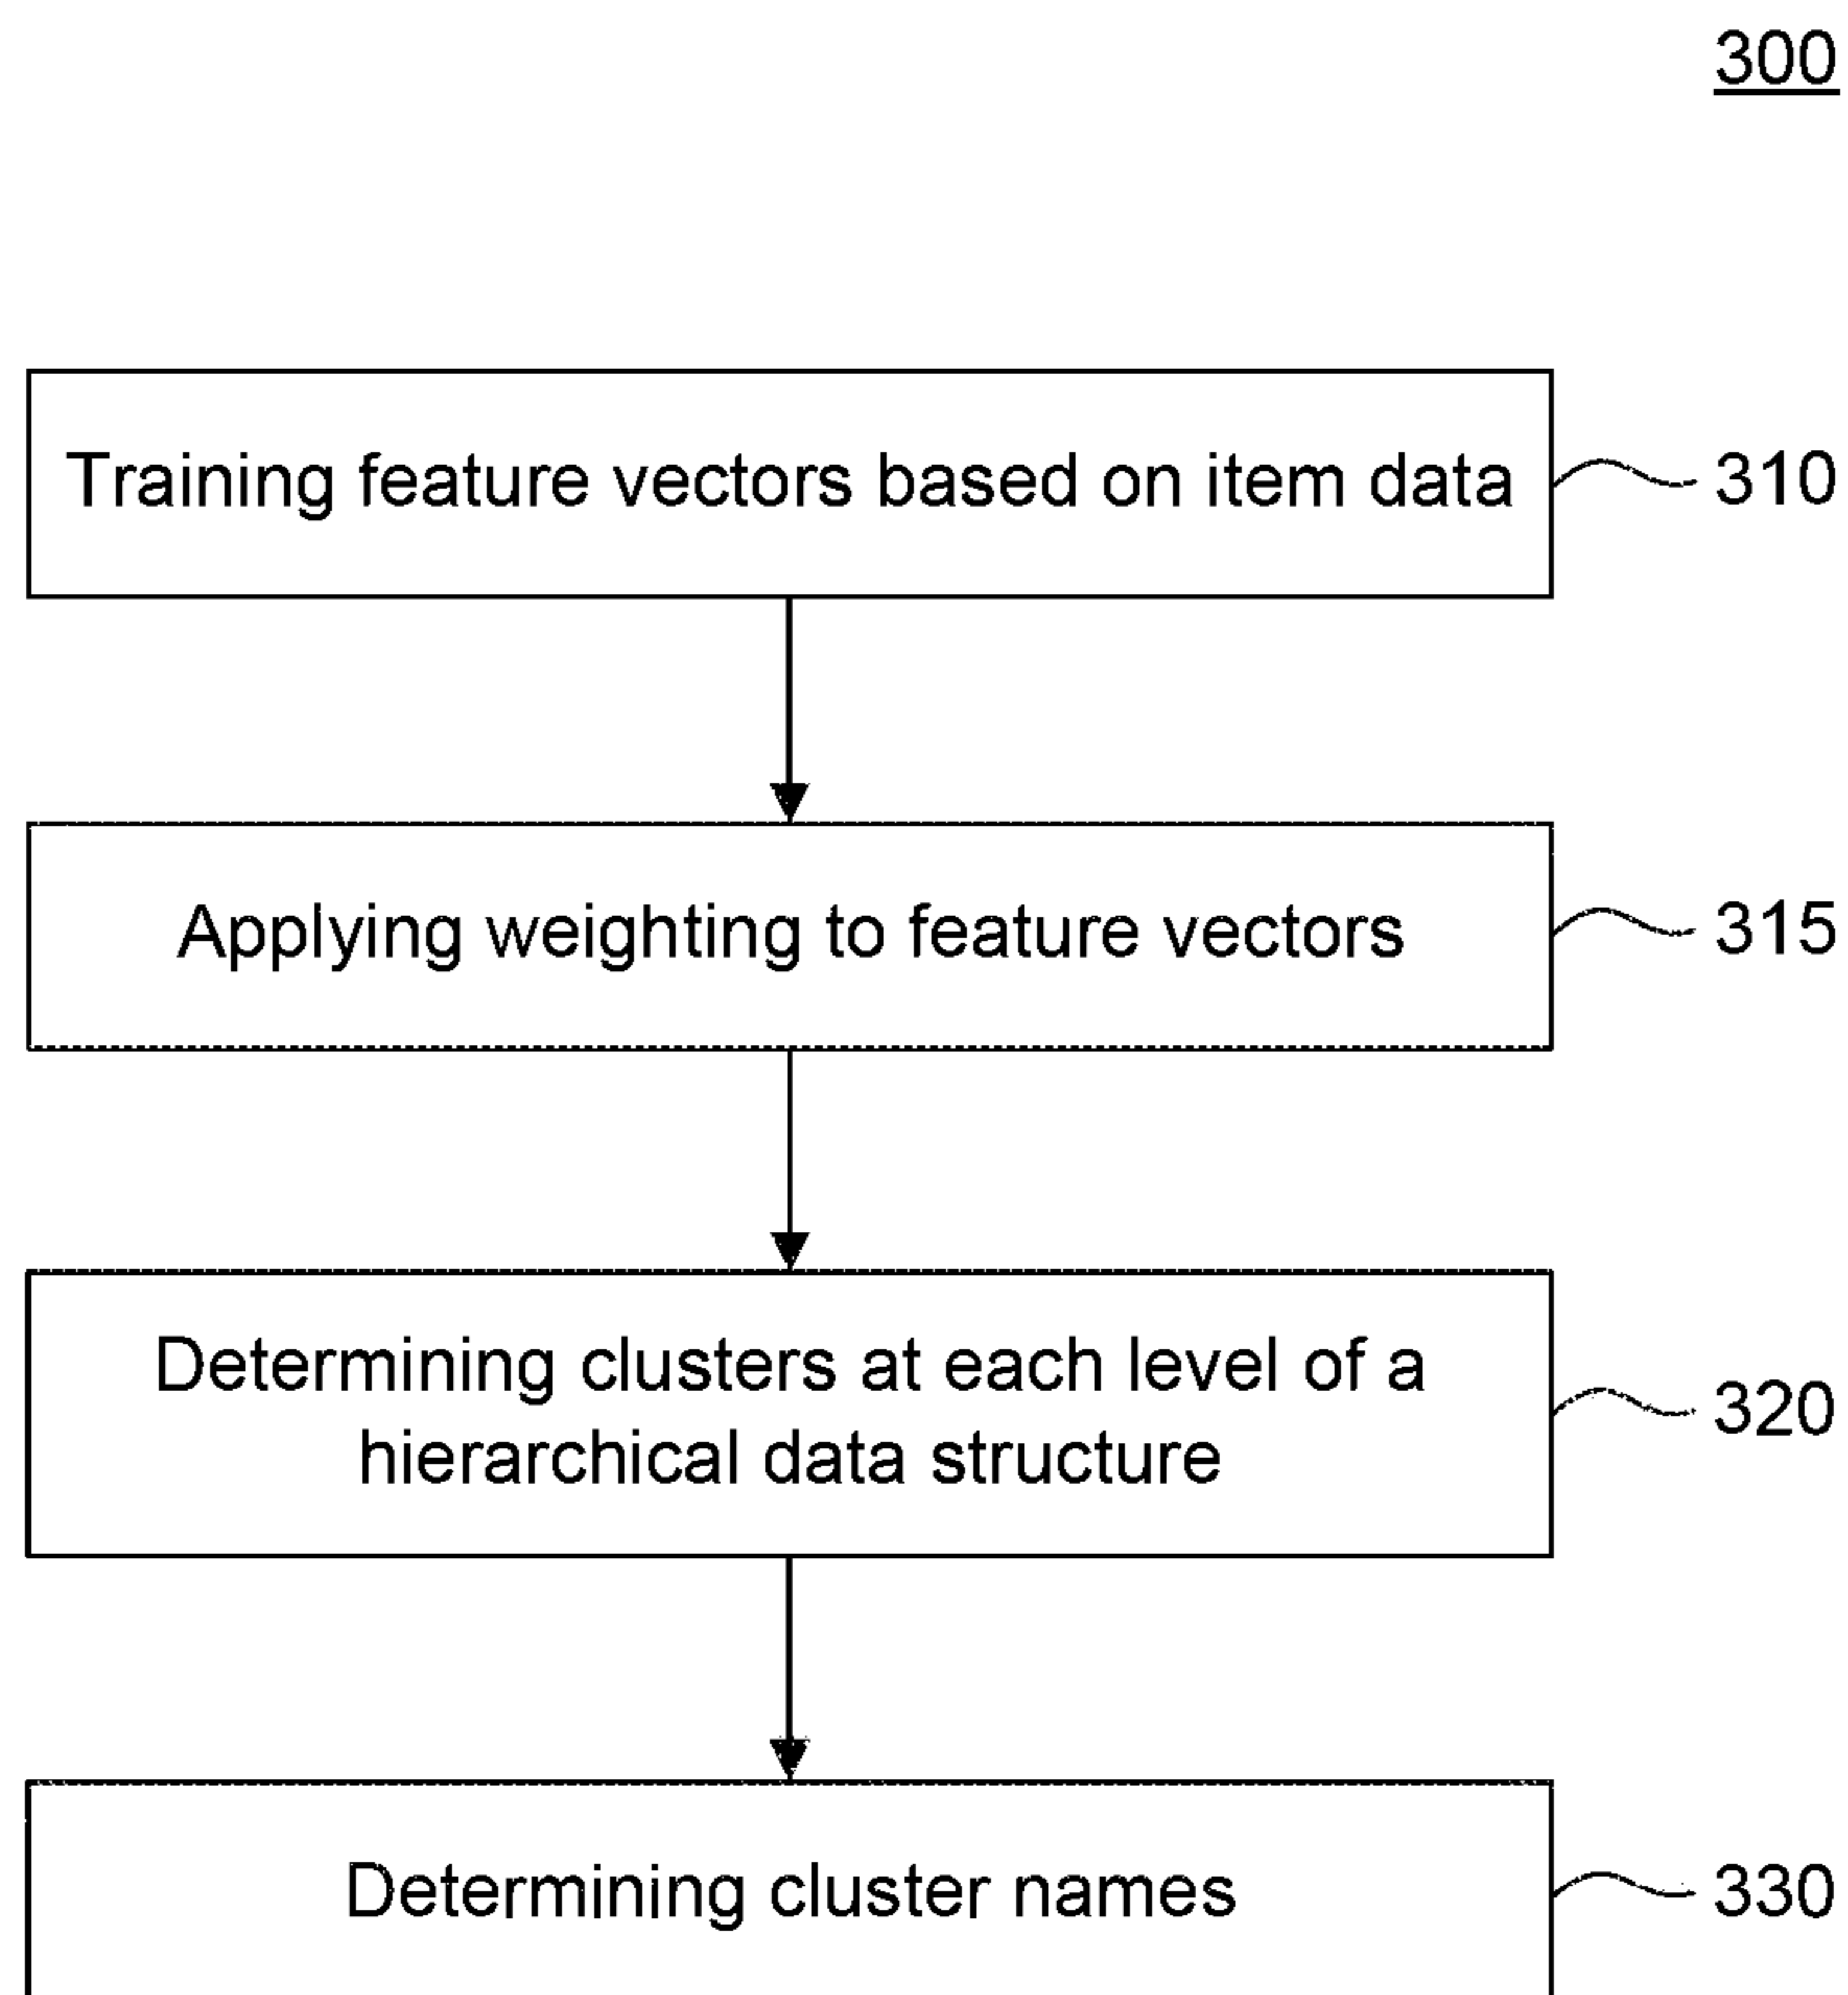 300
Training feature vectors based on item data
310
Applying weighting to feature vectors
315
Determining clusters at each level of a
hierarchical data structure
320
Determining cluster names
330